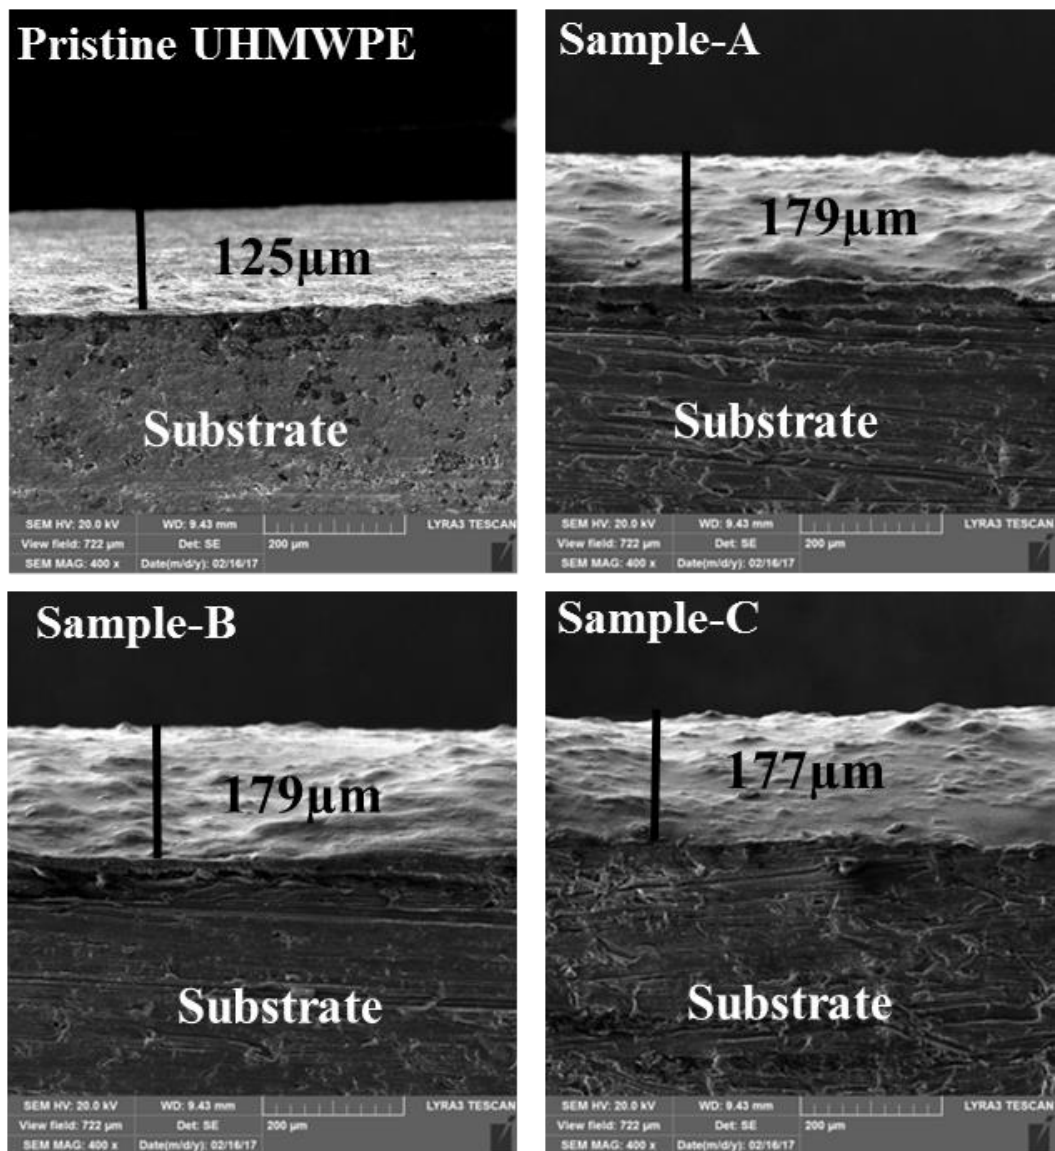 Pristine UHMWPE
125μm
Substrate
SEM HV: 20.0 kV WD: 9.43 mm LYRA3 TESCAN
View field: 722 μm Det: SE 200 μm
SEM MAG: 400 x Date(m/d/y): 02/16/17
Sample-A
179μm
Substrate
SEM HV: 20.0 kV WD: 9.43 mm LYRA3 TESCAN
View field: 722 μm Det: SE 200 μm
SEM MAG: 400 x Date(m/d/y): 02/16/17
Sample-B
179μm
Substrate
SEM HV: 20.0 kV WD: 9.43 mm LYRA3 TESCAN
View field: 722 μm Det: SE 200 μm
SEM MAG: 400 x Date(m/d/y): 02/16/17
Sample-C
177μm
Substrate
SEM HV: 20.0 kV WD: 9.43 mm LYRA3 TESCAN
View field: 722 μm Det: SE 200 μm
SEM MAG: 400 x Date(m/d/y): 02/16/17